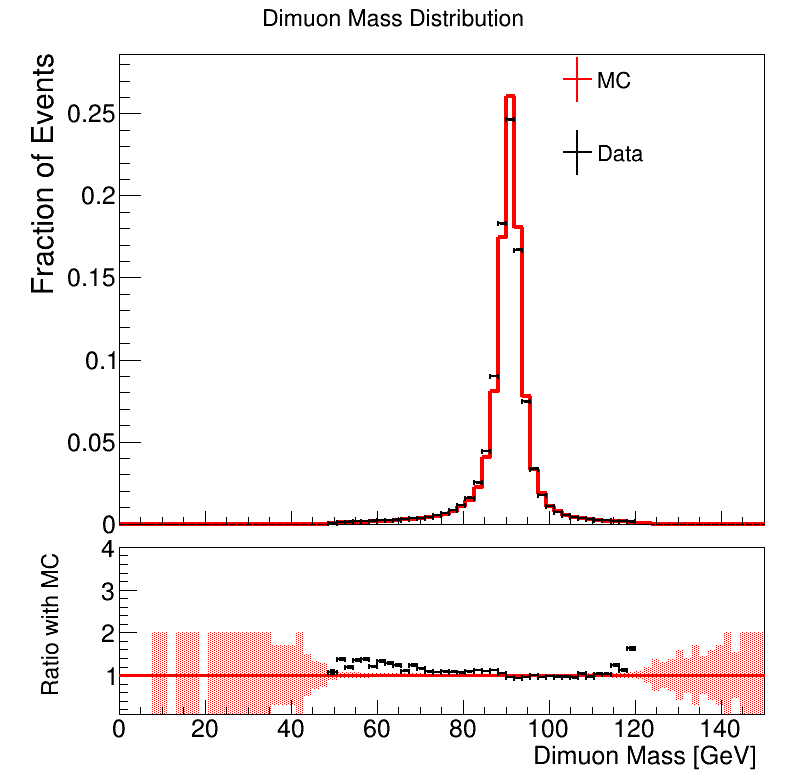 Dimuon Mass Distribution
Fraction of Events
0.25
0.2
0.15
0.1
0.05
0
MC
Data
Ratio with MC
4
3
2
1
0 20 40 60 80 100 120 140
Dimuon Mass [GeV]